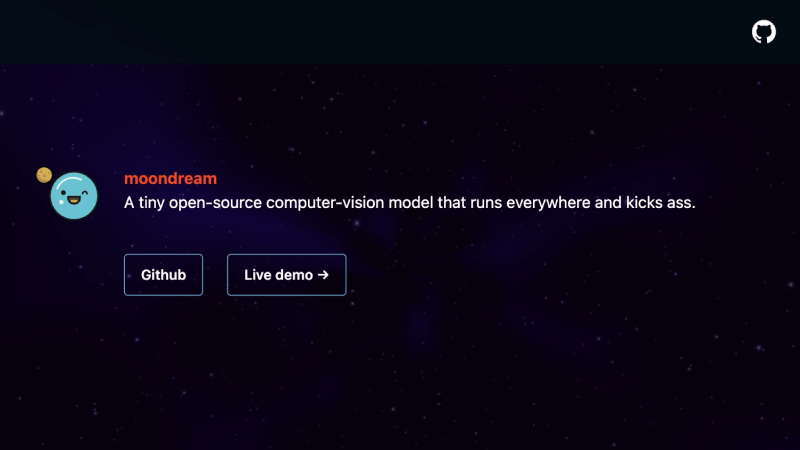 moondream
A tiny open-source computer-vision model that runs everywhere and kicks ass.
Github
Live demo →